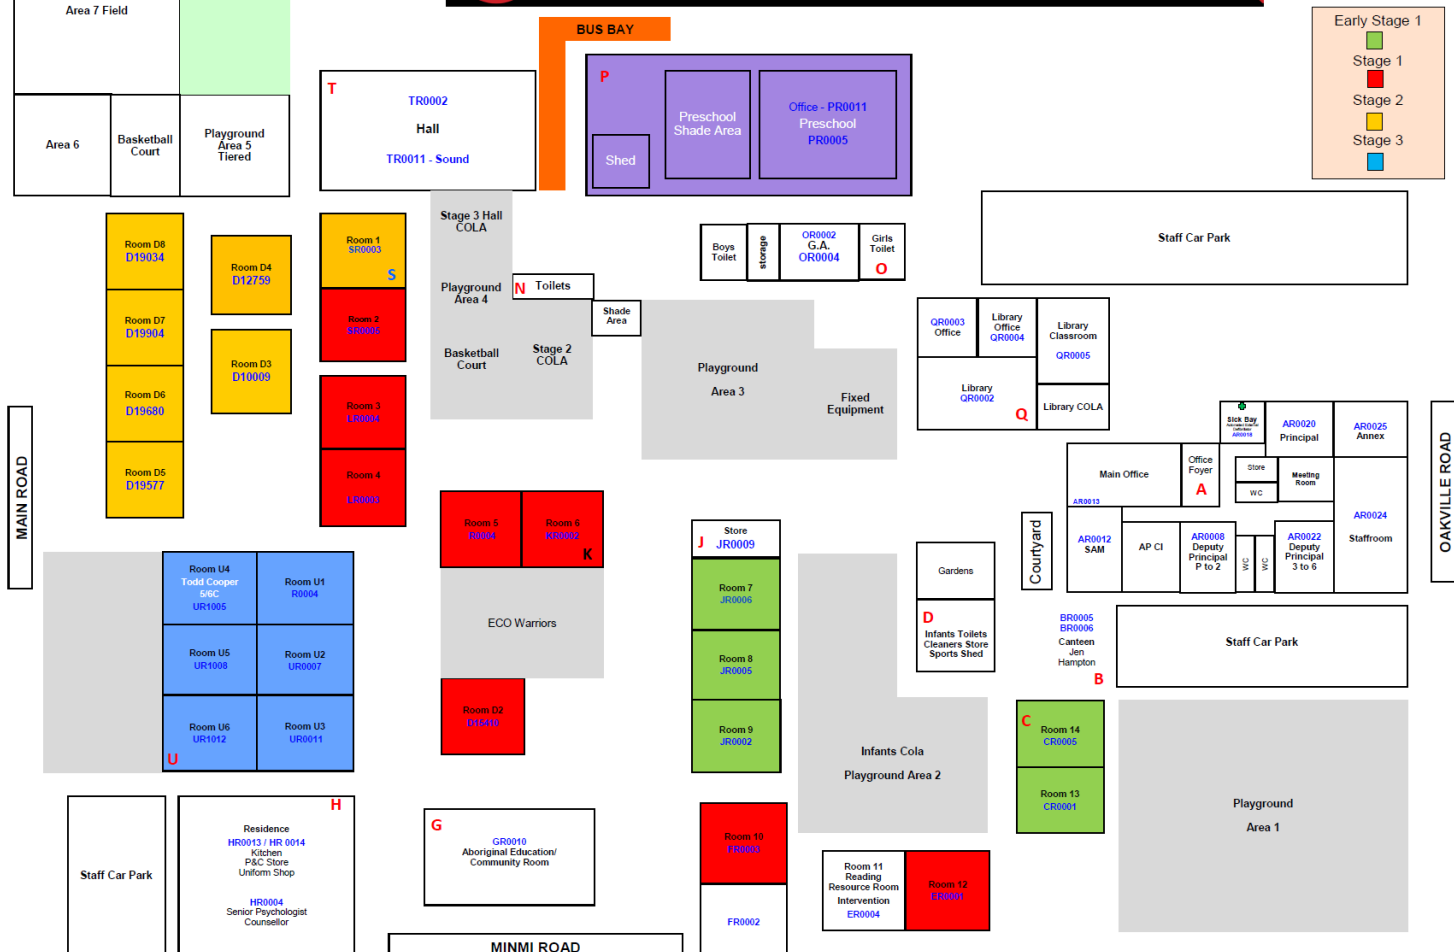 Area 7 Field
BUS BAY
Early Stage 1
Stage 1
Stage 2
Stage 3
T
TR0002
Hall
TR0011 - Sound
P
Preschool
Shade Area
Shed
Office - PR0011
Preschool
PR0005
Area 6
Basketball
Court
Playground
Area 5
Tiered
Staff Car Park
Room D8
D19034
Room D7
D19904
Room D6
D19680
Room D5
D19577
Room D4
D12759
Room D3
D10009
Room 1
SR0003
S
Room 2
SR0005
Room 3
LR0004
Room 4
LR0003
Stage 3 Hall
COLA
Playground
Area 4
Basketball
Court
N
Toilets
Stage 2
COLA
Shade
Area
Boys
Toilet
storage
OR0002
G.A.
OR0004
Girls
Toilet
O
Playground
Area 3
Fixed
Equipment
QR0003
Office
Library
Office
QR0004
Library
Classroom
QR0005
Library
QR0002
Q
Library COLA
MAIN ROAD
OAKVILLE ROAD
Sick Bay
AR0018
AR0020
Principal
AR0025
Annex
Main Office
AR0013
Office
Foyer
A
Store
WC
Meeting
Room
AR0024
Staffroom
Courtyard
AR0012
SAM
AP CI
AR0008
Deputy
Principal
P to 2
WC
WC
AR0022
Deputy
Principal
3 to 6
Room 5
R0004
Room 6
KR0002
K
ECO Warriors
Room D2
D15410
J
Store
JR0009
Room 7
JR0006
Room 8
JR0005
Room 9
JR0002
Gardens
D
Infants Toilets
Cleaners Store
Sports Shed
BR0005
BR0006
Canteen
Jen
Hampton
B
Staff Car Park
Room U4
Todd Cooper
5/6C
UR1005
Room U1
R0004
Room U5
UR1008
Room U2
UR0007
Room U6
UR1012
U
Room U3
UR0011
Infants Cola
Playground Area 2
C
Room 14
CR0005
Room 13
CR0001
Playground
Area 1
Staff Car Park
H
Residence
HR0013 / HR 0014
Kitchen
P&C Store
Uniform Shop
HR0004
Senior Psychologist
Counsellor
G
GR0010
Aboriginal Education/
Community Room
Room 10
FR0003
FR0002
Room 11
Reading
Resource Room
Intervention
ER0004
Room 12
ER0001
MINMI ROAD